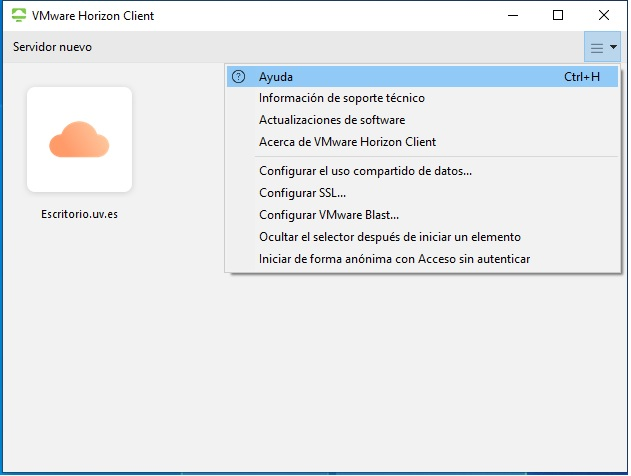 VMware Horizon Client
Servidor nuevo
Ayuda Ctrl+H
Información de soporte técnico
Actualizaciones de software
Acerca de VMware Horizon Client
Configurar el uso compartido de datos...
Configurar SSL...
Configurar VMware Blast...
Ocultar el selector después de iniciar un elemento
Iniciar de forma anónima con Acceso sin autenticar
Escritorio.uv.es